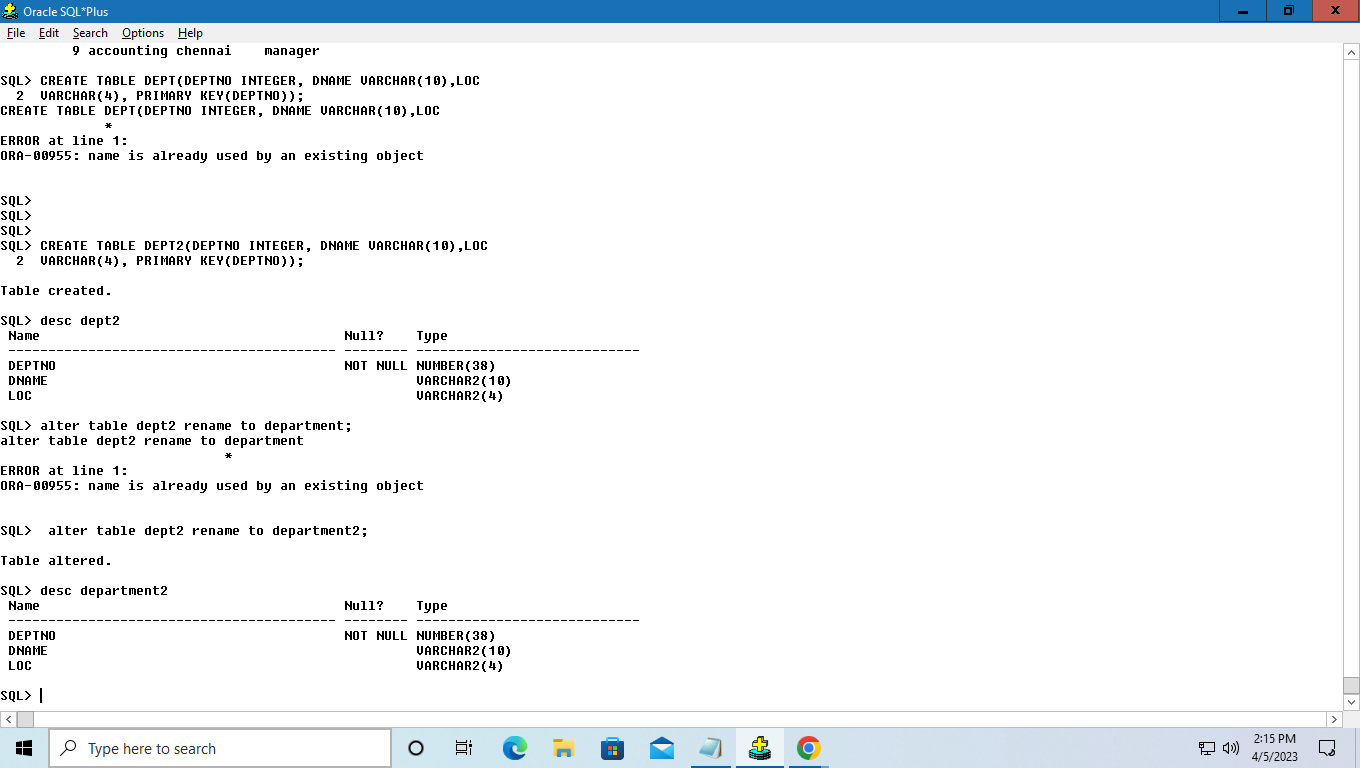 Oracle SQL*Plus
File Edit Search Options Help
9 accounting chennai    manager
SQL> CREATE TABLE DEPT(DEPTNO INTEGER, DNAME VARCHAR(10),LOC
  2  VARCHAR(4), PRIMARY KEY(DEPTNO));
CREATE TABLE DEPT(DEPTNO INTEGER, DNAME VARCHAR(10),LOC
             *
ERROR at line 1:
ORA-00955: name is already used by an existing object
SQL>
SQL>
SQL>
SQL> CREATE TABLE DEPT2(DEPTNO INTEGER, DNAME VARCHAR(10),LOC
  2  VARCHAR(4), PRIMARY KEY(DEPTNO));
Table created.
SQL> desc dept2
 Name                                      Null?    Type
 ----------------------------------------- -------- ----------------------------
 DEPTNO                                    NOT NULL NUMBER(38)
 DNAME                                              VARCHAR2(10)
 LOC                                                VARCHAR2(4)
SQL> alter table dept2 rename to department;
alter table dept2 rename to department
                            *
ERROR at line 1:
ORA-00955: name is already used by an existing object
SQL>  alter table dept2 rename to department2;
Table altered.
SQL> desc department2
 Name                                      Null?    Type
 ----------------------------------------- -------- ----------------------------
 DEPTNO                                    NOT NULL NUMBER(38)
 DNAME                                              VARCHAR2(10)
 LOC                                                VARCHAR2(4)
SQL>
Type here to search
2:15 PM
4/5/2023